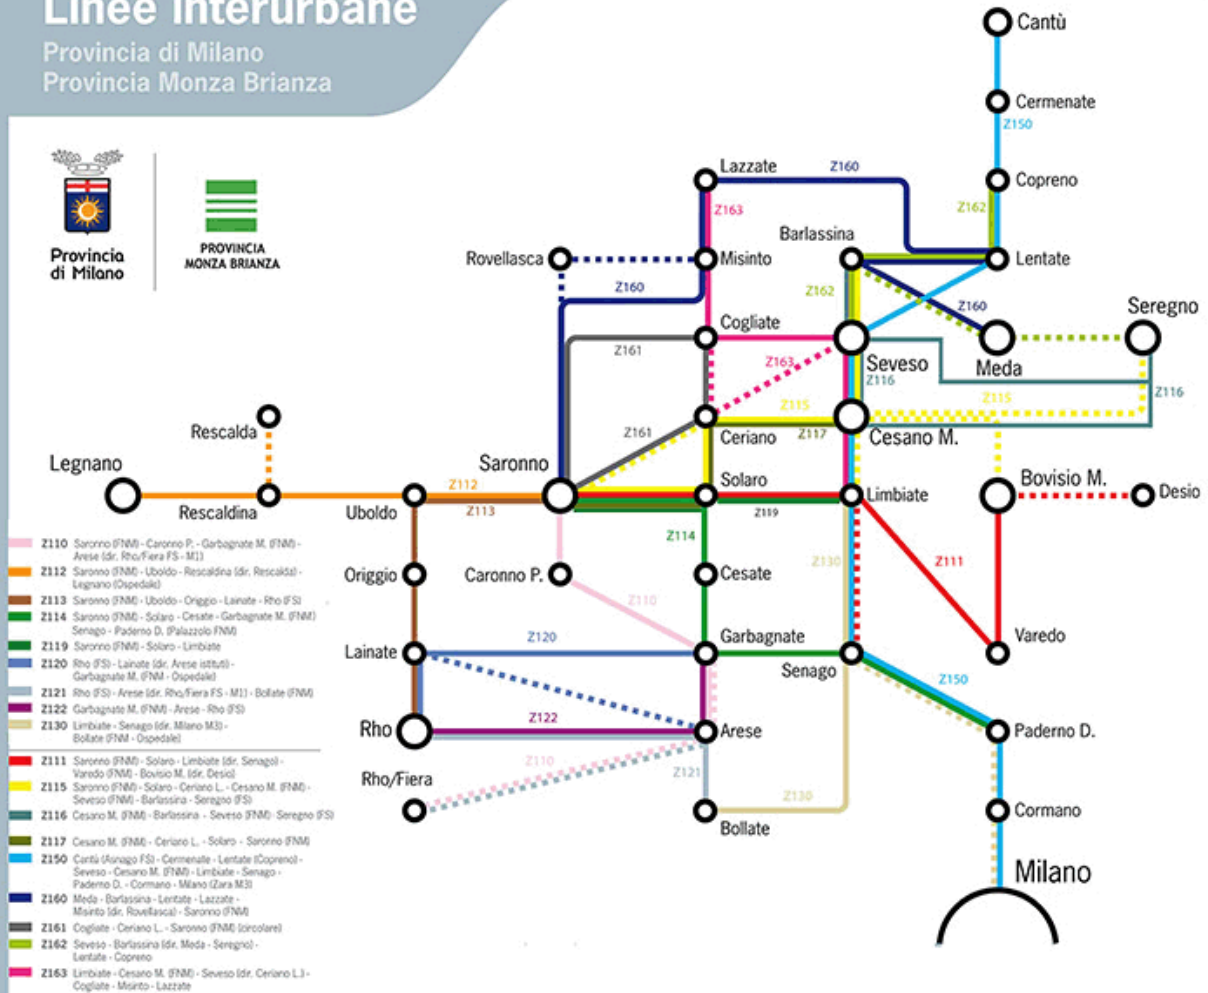 Linee interurbane
Provincia di Milano
Provincia Monza Brianza
Provincia
di Milano
PROVINCIA
MONZA BRIANZA
Cantù
Cermenate
Z150
Copreno
Lazzate
Z160
Z163
Z162
Barlassina
Rovellasca
Misinto
Lentate
Z160
Z162
Z160
Seregno
Cogliate
Z161
Z163
Seveso
Meda
Z116
Z116
Z115
Z115
Rescalda
Z161
Ceriano
Z117
Cesano M.
Legnano
Saronno
Solaro
Limbiate
Bovisio M.
Desio
Z112
Rescaldina
Uboldo
Z113
Z119
Z114
Origgio
Caronno P.
Cesate
Z130
Z111
Z110
Lainate
Z120
Garbagnate
Senago
Varedo
Z150
Rho
Z122
Arese
Paderno D.
Rho/Fiera
Z110
Z121
Z130
Bollate
Cormano
Milano
Z110 Saronno (FNM) - Caronno P. - Garbagnate M. (FNM) -
Arese (dir. Rho/Fiera FS - M1)
Z112 Saronno (FNM) - Uboldo - Rescaldina (dir. Rescalda) -
Legnano (Ospedale)
Z113 Saronno (FNM) - Uboldo - Origgio - Lainate - Rho (FS)
Z114 Saronno (FNM) - Solaro - Cesate - Garbagnate M. (FNM)
Senago - Paderno D. (Palazzolo FNM)
Z119 Saronno (FNM) - Solaro - Limbiate
Z120 Rho (FS) - Lainate (dir. Arese istituti) -
Garbagnate M. (FNM - Ospedale)
Z121 Rho (FS) - Arese (dir. Rho/Fiera FS - M1) - Bollate (FNM)
Z122 Garbagnate M. (FNM) - Arese - Rho (FS)
Z130 Limbiate - Senago (dir. Milano M3) -
Bollate (FNM - Ospedale)
Z111 Saronno (FNM) - Solaro - Limbiate (dir. Senago) -
Varedo (FNM) - Bovisio M. (dir. Desio)
Z115 Saronno (FNM) - Solaro - Ceriano L. - Cesano M. (FNM) -
Seveso (FNM) - Barlassina - Seregno (FS)
Z116 Cesano M. (FNM) - Barlassina - Seveso (FNM) - Seregno (FS)
Z117 Cesano M. (FNM) - Ceriano L. - Solaro - Saronno (FNM)
Z150 Cantù (Asnago FS) - Cermenate - Lentate (Copreno) -
Seveso - Cesano M. (FNM) - Limbiate - Senago -
Paderno D. - Cormano - Milano (Zara M3)
Z160 Meda - Barlassina - Lentate - Lazzate -
Misinto (dir. Rovellasca) - Saronno (FNM)
Z161 Cogliate - Ceriano L. - Saronno (FNM) (circolare)
Z162 Seveso - Barlassina (dir. Meda - Seregno) -
Lentate - Copreno
Z163 Limbiate - Cesano M. (FNM) - Seveso (dir. Ceriano L.) -
Cogliate - Misinto - Lazzate